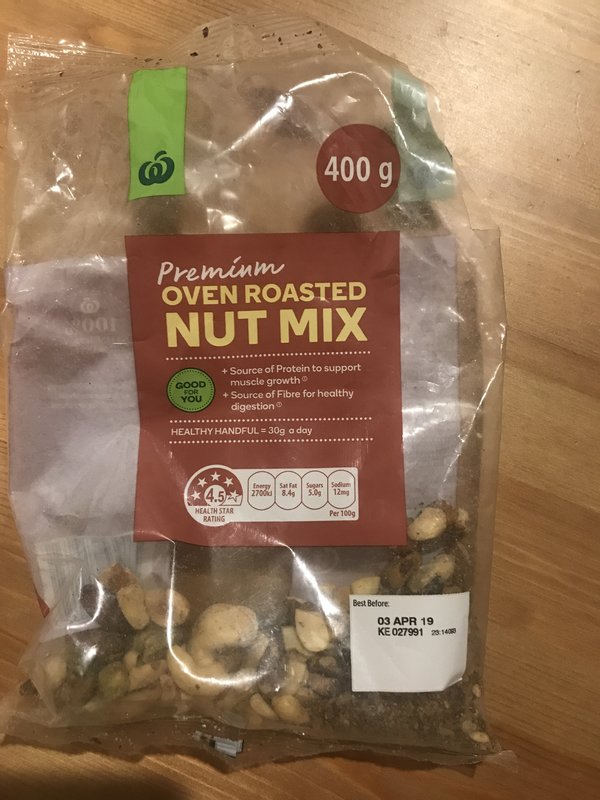 400 g
Premium
OVEN ROASTED
NUT MIX
GOOD
FOR
YOU
+ Source of Protein to support
muscle growth
+ Source of Fibre for healthy
digestion
HEALTHY HANDFUL = 30g a day
4.5
HEALTH STAR
RATING
Energy
2700kJ
Sat Fat
8.4g
Sugars
5.0g
Sodium
12mg
Per 100g
Best Before:
03 APR 19
KE 027991